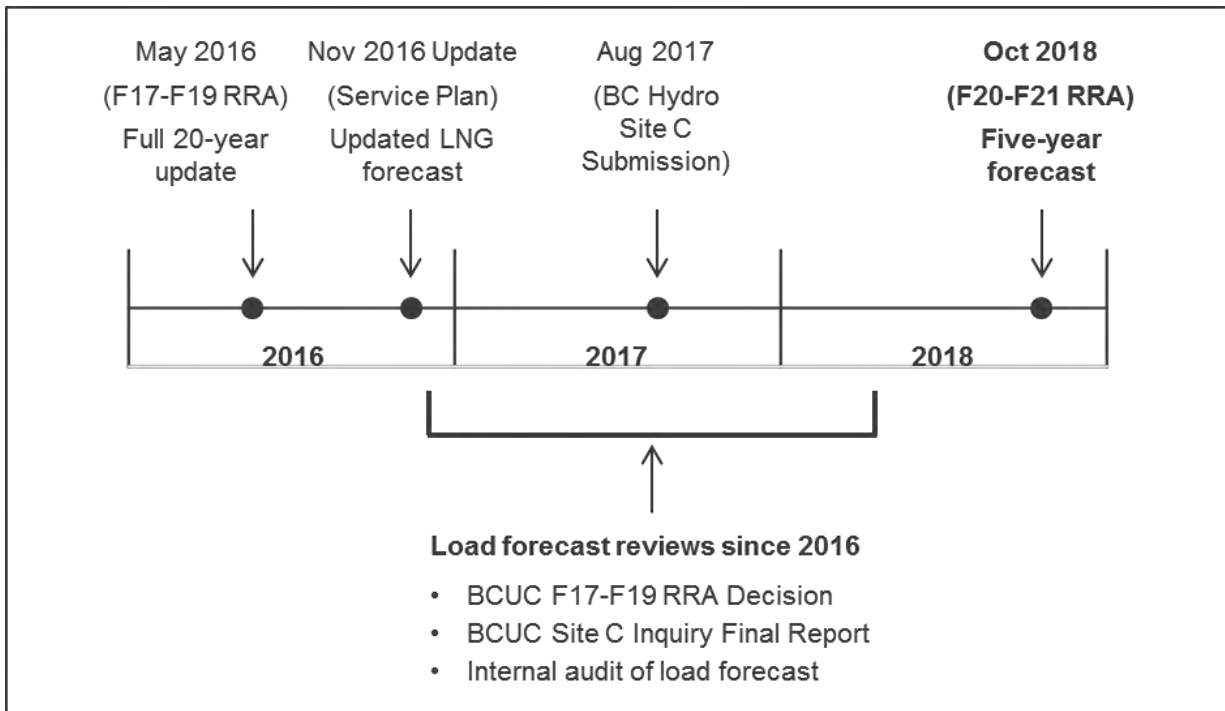 May 2016
(F17-F19 RRA)
Full 20-year
update
Nov 2016 Update
(Service Plan)
Updated LNG
forecast
Aug 2017
(BC Hydro
Site C
Submission)
Oct 2018
(F20-F21 RRA)
Five-year
forecast
2016
2017
2018
Load forecast reviews since 2016
• BCUC F17-F19 RRA Decision
• BCUC Site C Inquiry Final Report
• Internal audit of load forecast